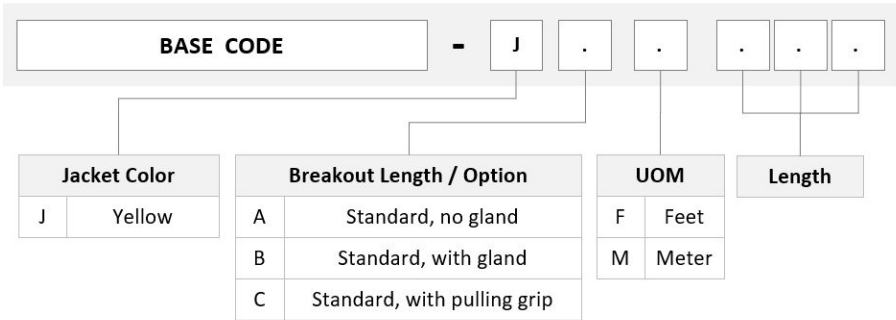 BASE CODE - J . . . . .
Jacket Color
J Yellow
Breakout Length / Option
A Standard, no gland
B Standard, with gland
C Standard, with pulling grip
UOM
F Feet
M Meter
Length